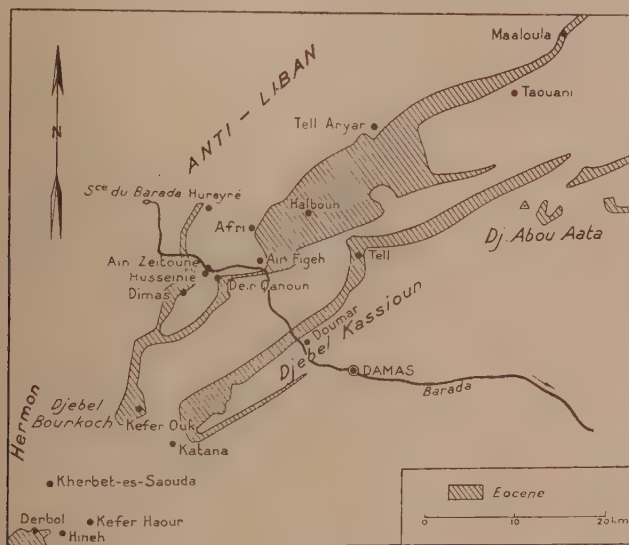 Maaloula
Taouani
ANTI - LIBAN
Tell Aryar
N
Sce du Barada
Hureyré
Halboun
Afri
Dj. Abou Aata
Ain Zeitoune
Ain Figeh
Tell
Husseinie
Deir Qanoun
Dimas
Doumar
Djebel Kassioun
DAMAS
Barada
Hermon
Djebel
Bourkoch
Kefer Ouk
Katana
Kherbet-es-Saouda
Eocene
Derbol
Kefer Haour
Hineh
0 10 20km